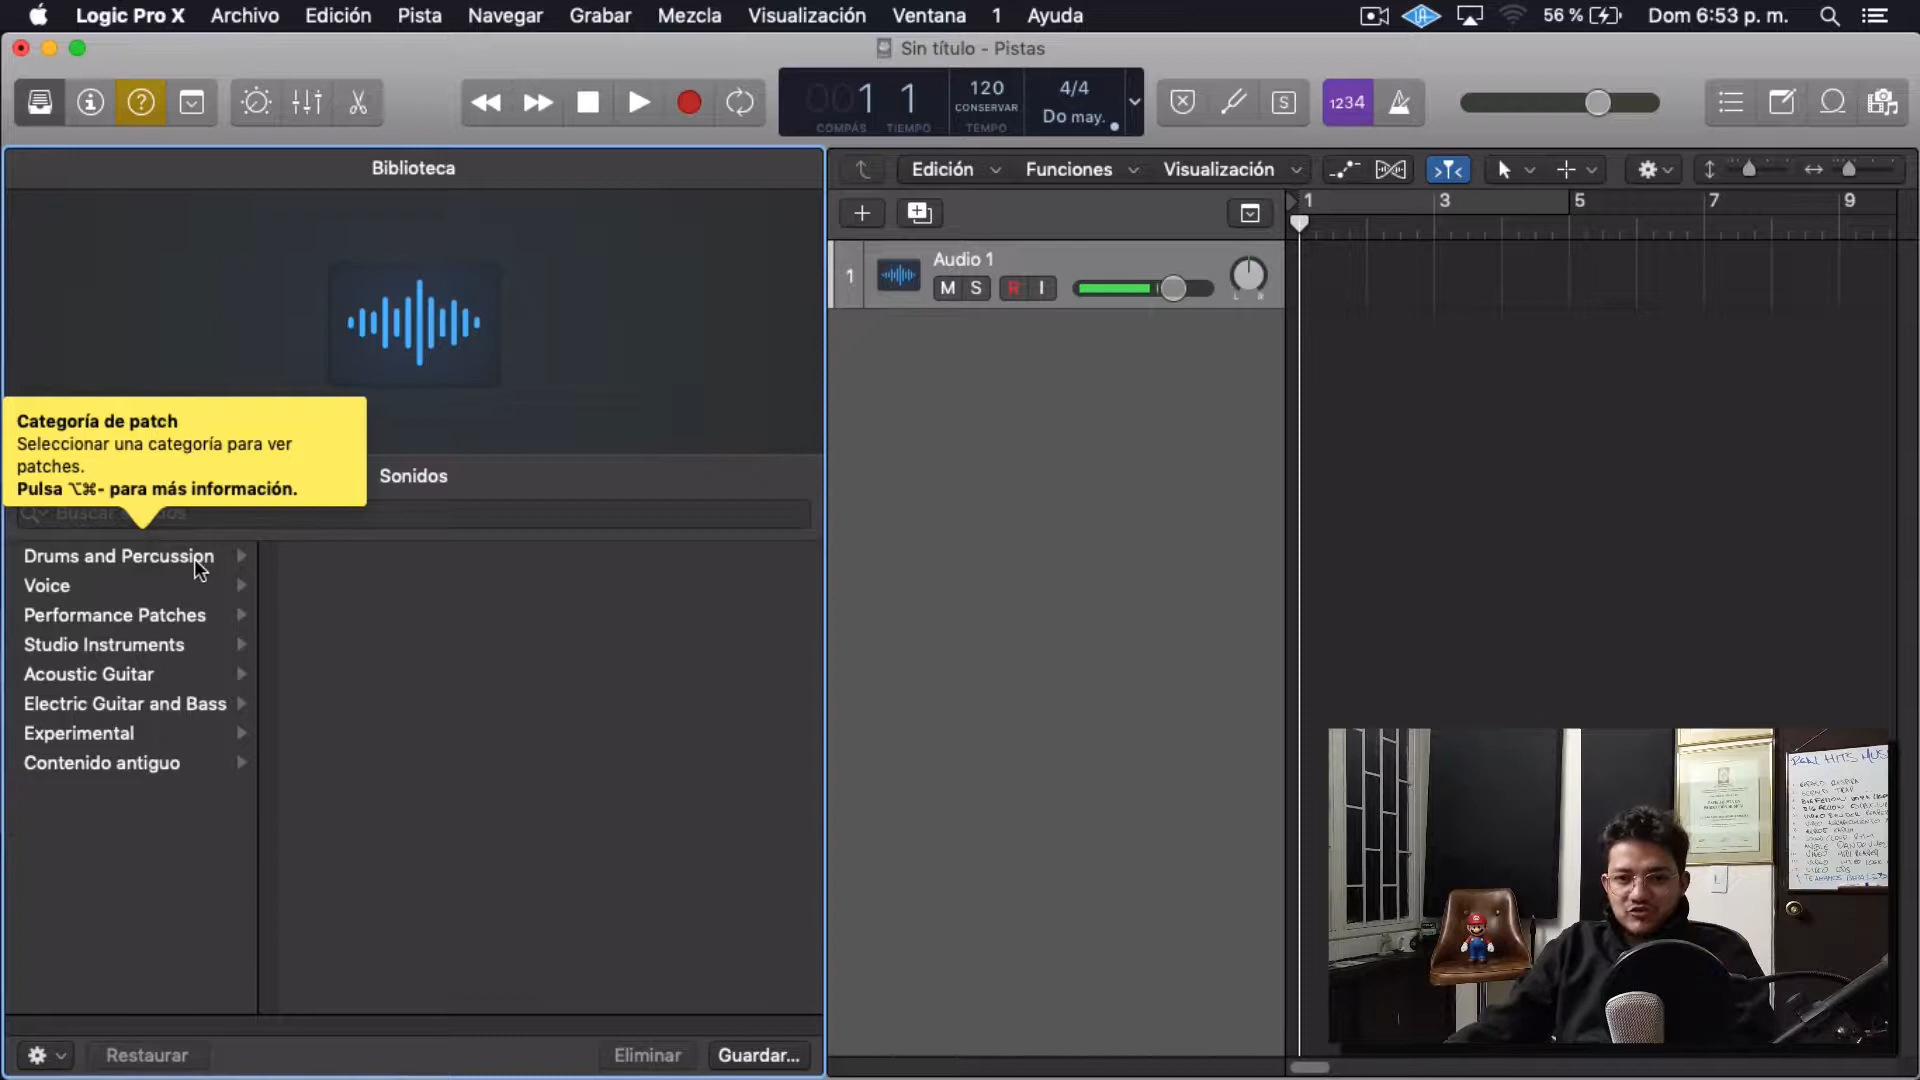 Logic Pro X Archivo Edición Pista Navegar Grabar Mezcla Visualización Ventana 1 Ayuda 56 % Dom 6:53 p. m.
Sin título - Pistas
1 1 120 4/4
CONSERVAR Do may.
COMPÁS TIEMPO TEMPO
S 1234
Biblioteca
Edición Funciones Visualización
1 3 5 7 9
1 Audio 1
M S R I
L R
Categoría de patch
Seleccionar una categoría para ver
patches.
Pulsa ⌥⌘- para más información.
Sonidos
Drums and Percussion
Voice
Performance Patches
Studio Instruments
Acoustic Guitar
Electric Guitar and Bass
Experimental
Contenido antiguo
Restaurar Eliminar Guardar...